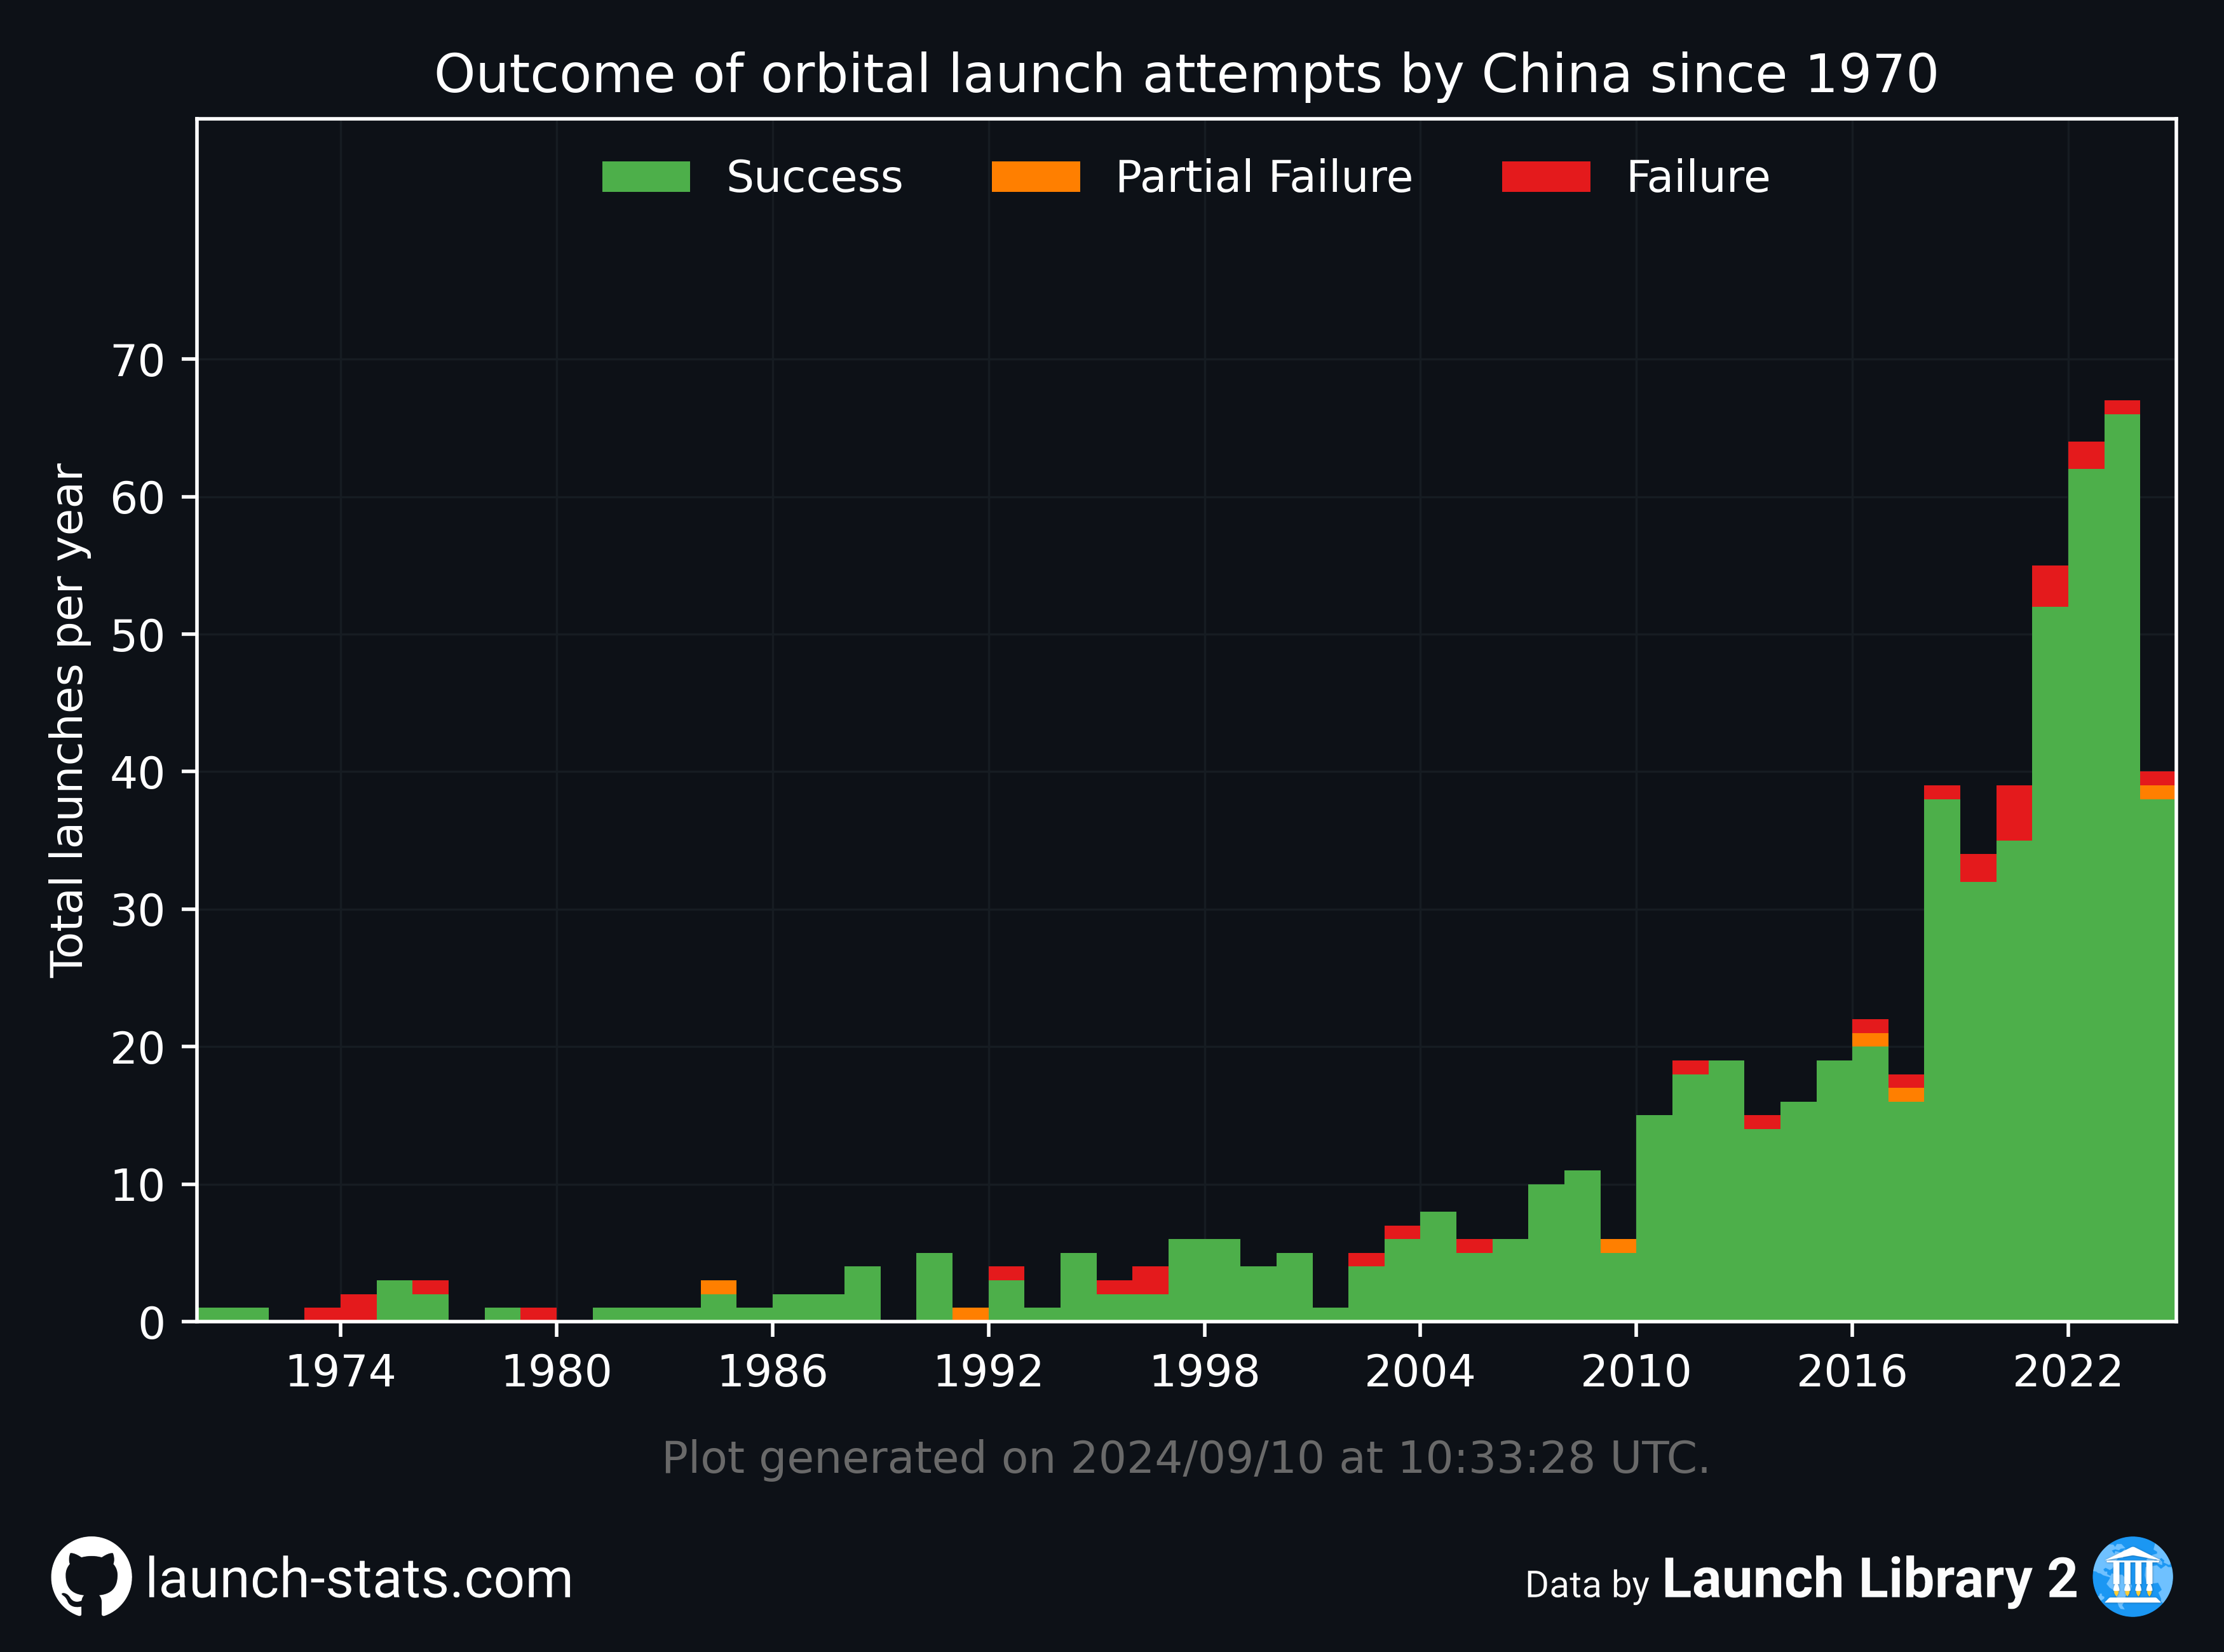 Outcome of orbital launch attempts by China since 1970
Success Partial Failure Failure
Total launches per year
70
60
50
40
30
20
10
0
1974 1980 1986 1992 1998 2004 2010 2016 2022
Plot generated on 2024/09/10 at 10:33:28 UTC.
launch-stats.com
Data by Launch Library 2